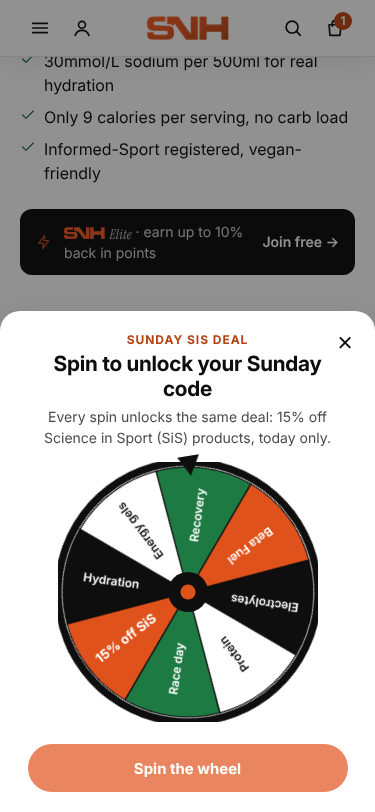 SNH
1
30mmol/L sodium per 500ml for real
hydration
Only 9 calories per serving, no carb load
Informed-Sport registered, vegan-
friendly
SNH Elite · earn up to 10%
back in points
Join free →
SUNDAY SIS DEAL
Spin to unlock your Sunday
code
Every spin unlocks the same deal: 15% off
Science in Sport (SiS) products, today only.
Recovery
Beta Fuel
Electrolytes
Protein
Race day
15% off SiS
Hydration
Energy gels
Spin the wheel